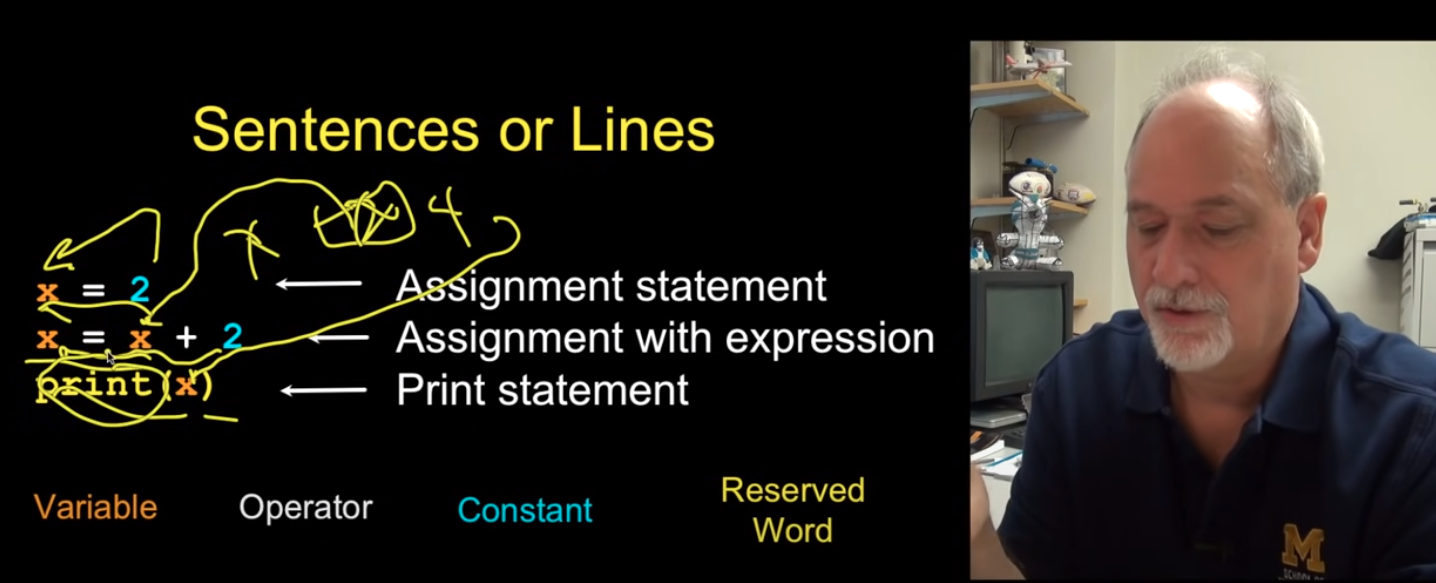 Sentences or Lines
x 4
x = 2 ← Assignment statement
x = x + 2 ← Assignment with expression
print(x) ← Print statement
Variable Operator Constant Reserved Word
M